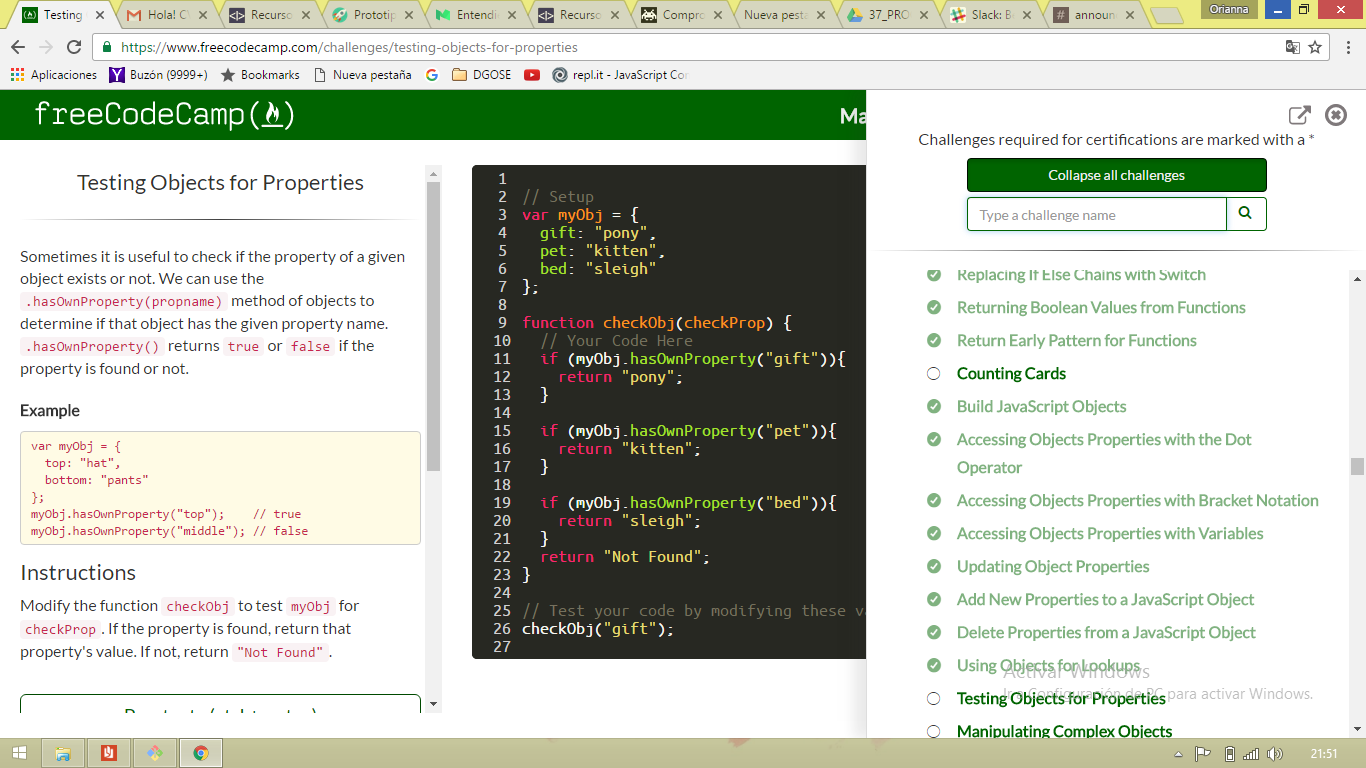 Testing
Hola! C
Recurso
Prototip
Entendi
Recurso
Compro
Nueva pest
37_PRO
Slack: B
announ
Orianna
https://www.freecodecamp.com/challenges/testing-objects-for-properties
Aplicaciones
Buzón (9999+)
Bookmarks
Nueva pestaña
DGOSE
repl.it - JavaScript Co
freeCodeCamp
Ma
Testing Objects for Properties
Sometimes it is useful to check if the property of a given
object exists or not. We can use the
.hasOwnProperty(propname) method of objects to
determine if that object has the given property name.
.hasOwnProperty() returns true or false if the
property is found or not.
Example
var myObj = {
top: "hat",
bottom: "pants"
};
myObj.hasOwnProperty("top");    // true
myObj.hasOwnProperty("middle"); // false
Instructions
Modify the function checkObj to test myObj for
checkProp . If the property is found, return that
property's value. If not, return "Not Found" .
1
2 // Setup
3 var myObj = {
4   gift: "pony",
5   pet: "kitten",
6   bed: "sleigh"
7 };
8
9 function checkObj(checkProp) {
10   // Your Code Here
11   if (myObj.hasOwnProperty("gift")){
12     return "pony";
13   }
14
15   if (myObj.hasOwnProperty("pet")){
16     return "kitten";
17   }
18
19   if (myObj.hasOwnProperty("bed")){
20     return "sleigh";
21   }
22   return "Not Found";
23 }
24
25 // Test your code by modifying these v
26 checkObj("gift");
27
Challenges required for certifications are marked with a *
Collapse all challenges
Type a challenge name
Replacing If Else Chains with Switch
Returning Boolean Values from Functions
Return Early Pattern for Functions
Counting Cards
Build JavaScript Objects
Accessing Objects Properties with the Dot
Operator
Accessing Objects Properties with Bracket Notation
Accessing Objects Properties with Variables
Updating Object Properties
Add New Properties to a JavaScript Object
Delete Properties from a JavaScript Object
Using Objects for Lookups
Activar Windows
Ir a Configuración de PC para activar Windows.
Testing Objects for Properties
Manipulating Complex Objects
21:51